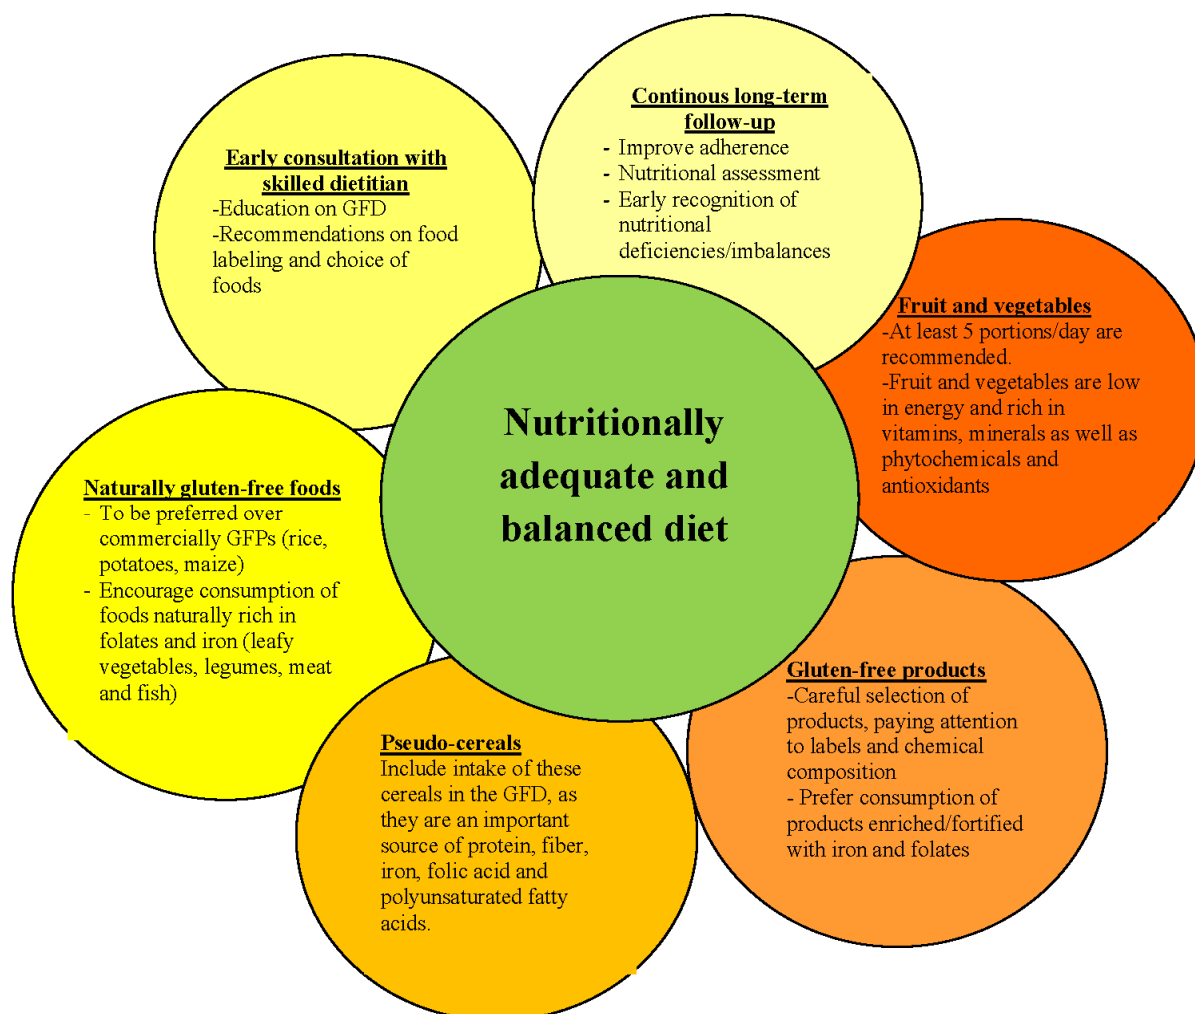 Continous long-term
follow-up
- Improve adherence
- Nutritional assessment
- Early recognition of
nutritional
deficiencies/imbalances
Early consultation with
skilled dietitian
-Education on GFD
-Recommendations on food
labeling and choice of
foods
Fruit and vegetables
-At least 5 portions/day are
recommended.
-Fruit and vegetables are low
in energy and rich in
vitamins, minerals as well as
phytochemicals and
antioxidants
Nutritionally
adequate and
balanced diet
Naturally gluten-free foods
- To be preferred over
commercially GFPs (rice,
potatoes, maize)
- Encourage consumption of
foods naturally rich in
folates and iron (leafy
vegetables, legumes, meat
and fish)
Gluten-free products
-Careful selection of
products, paying attention
to labels and chemical
composition
- Prefer consumption of
products enriched/fortified
with iron and folates
Pseudo-cereals
Include intake of these
cereals in the GFD, as
they are an important
source of protein, fiber,
iron, folic acid and
polyunsaturated fatty
acids.